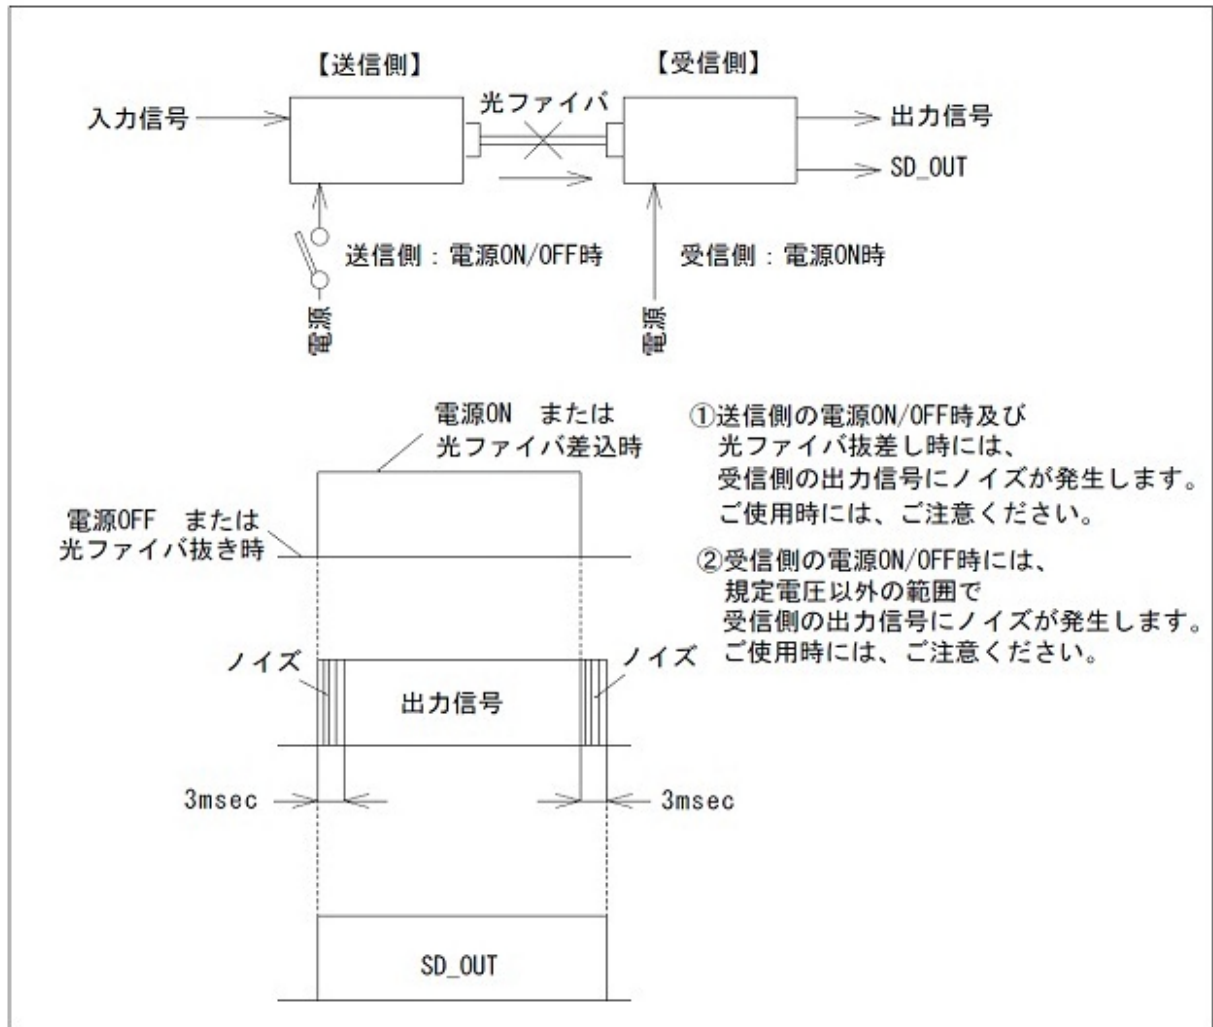 【送信側】
【受信側】
入力信号
光ファイバ
出力信号
SD_OUT
送信側：電源ON/OFF時
受信側：電源ON時
電源
電源
電源ON　または
光ファイバ差込時
電源OFF　または
光ファイバ抜き時
①送信側の電源ON/OFF時及び
光ファイバ抜差し時には、
受信側の出力信号にノイズが発生します。
ご使用時には、ご注意ください。
②受信側の電源ON/OFF時には、
規定電圧以外の範囲で
受信側の出力信号にノイズが発生します。
ご使用時には、ご注意ください。
ノイズ
ノイズ
出力信号
3msec
3msec
SD_OUT